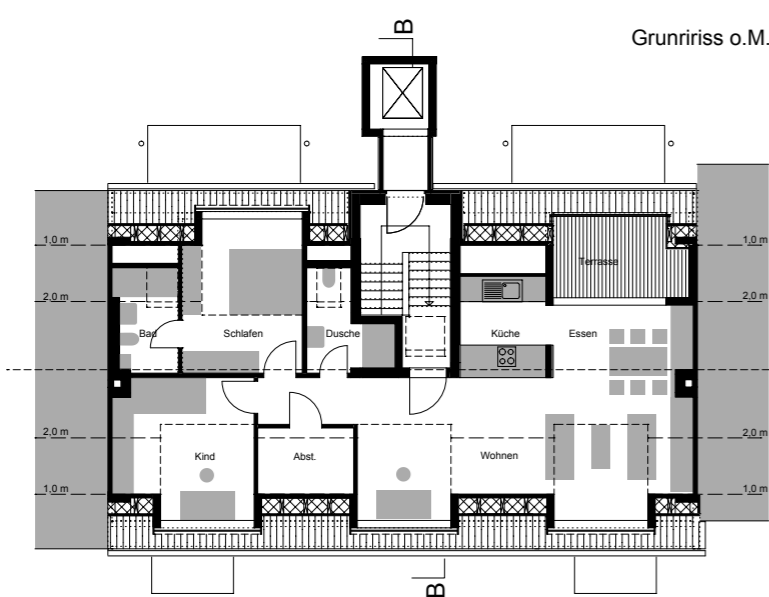 B
Grunririss o.M.
1,0 m
1,0 m
Terrasse
2,0 m
2,0 m
Bad
Schlafen
Dusche
Küche
Essen
2,0 m
2,0 m
Kind
Abst.
Wohnen
1,0 m
1,0 m
B